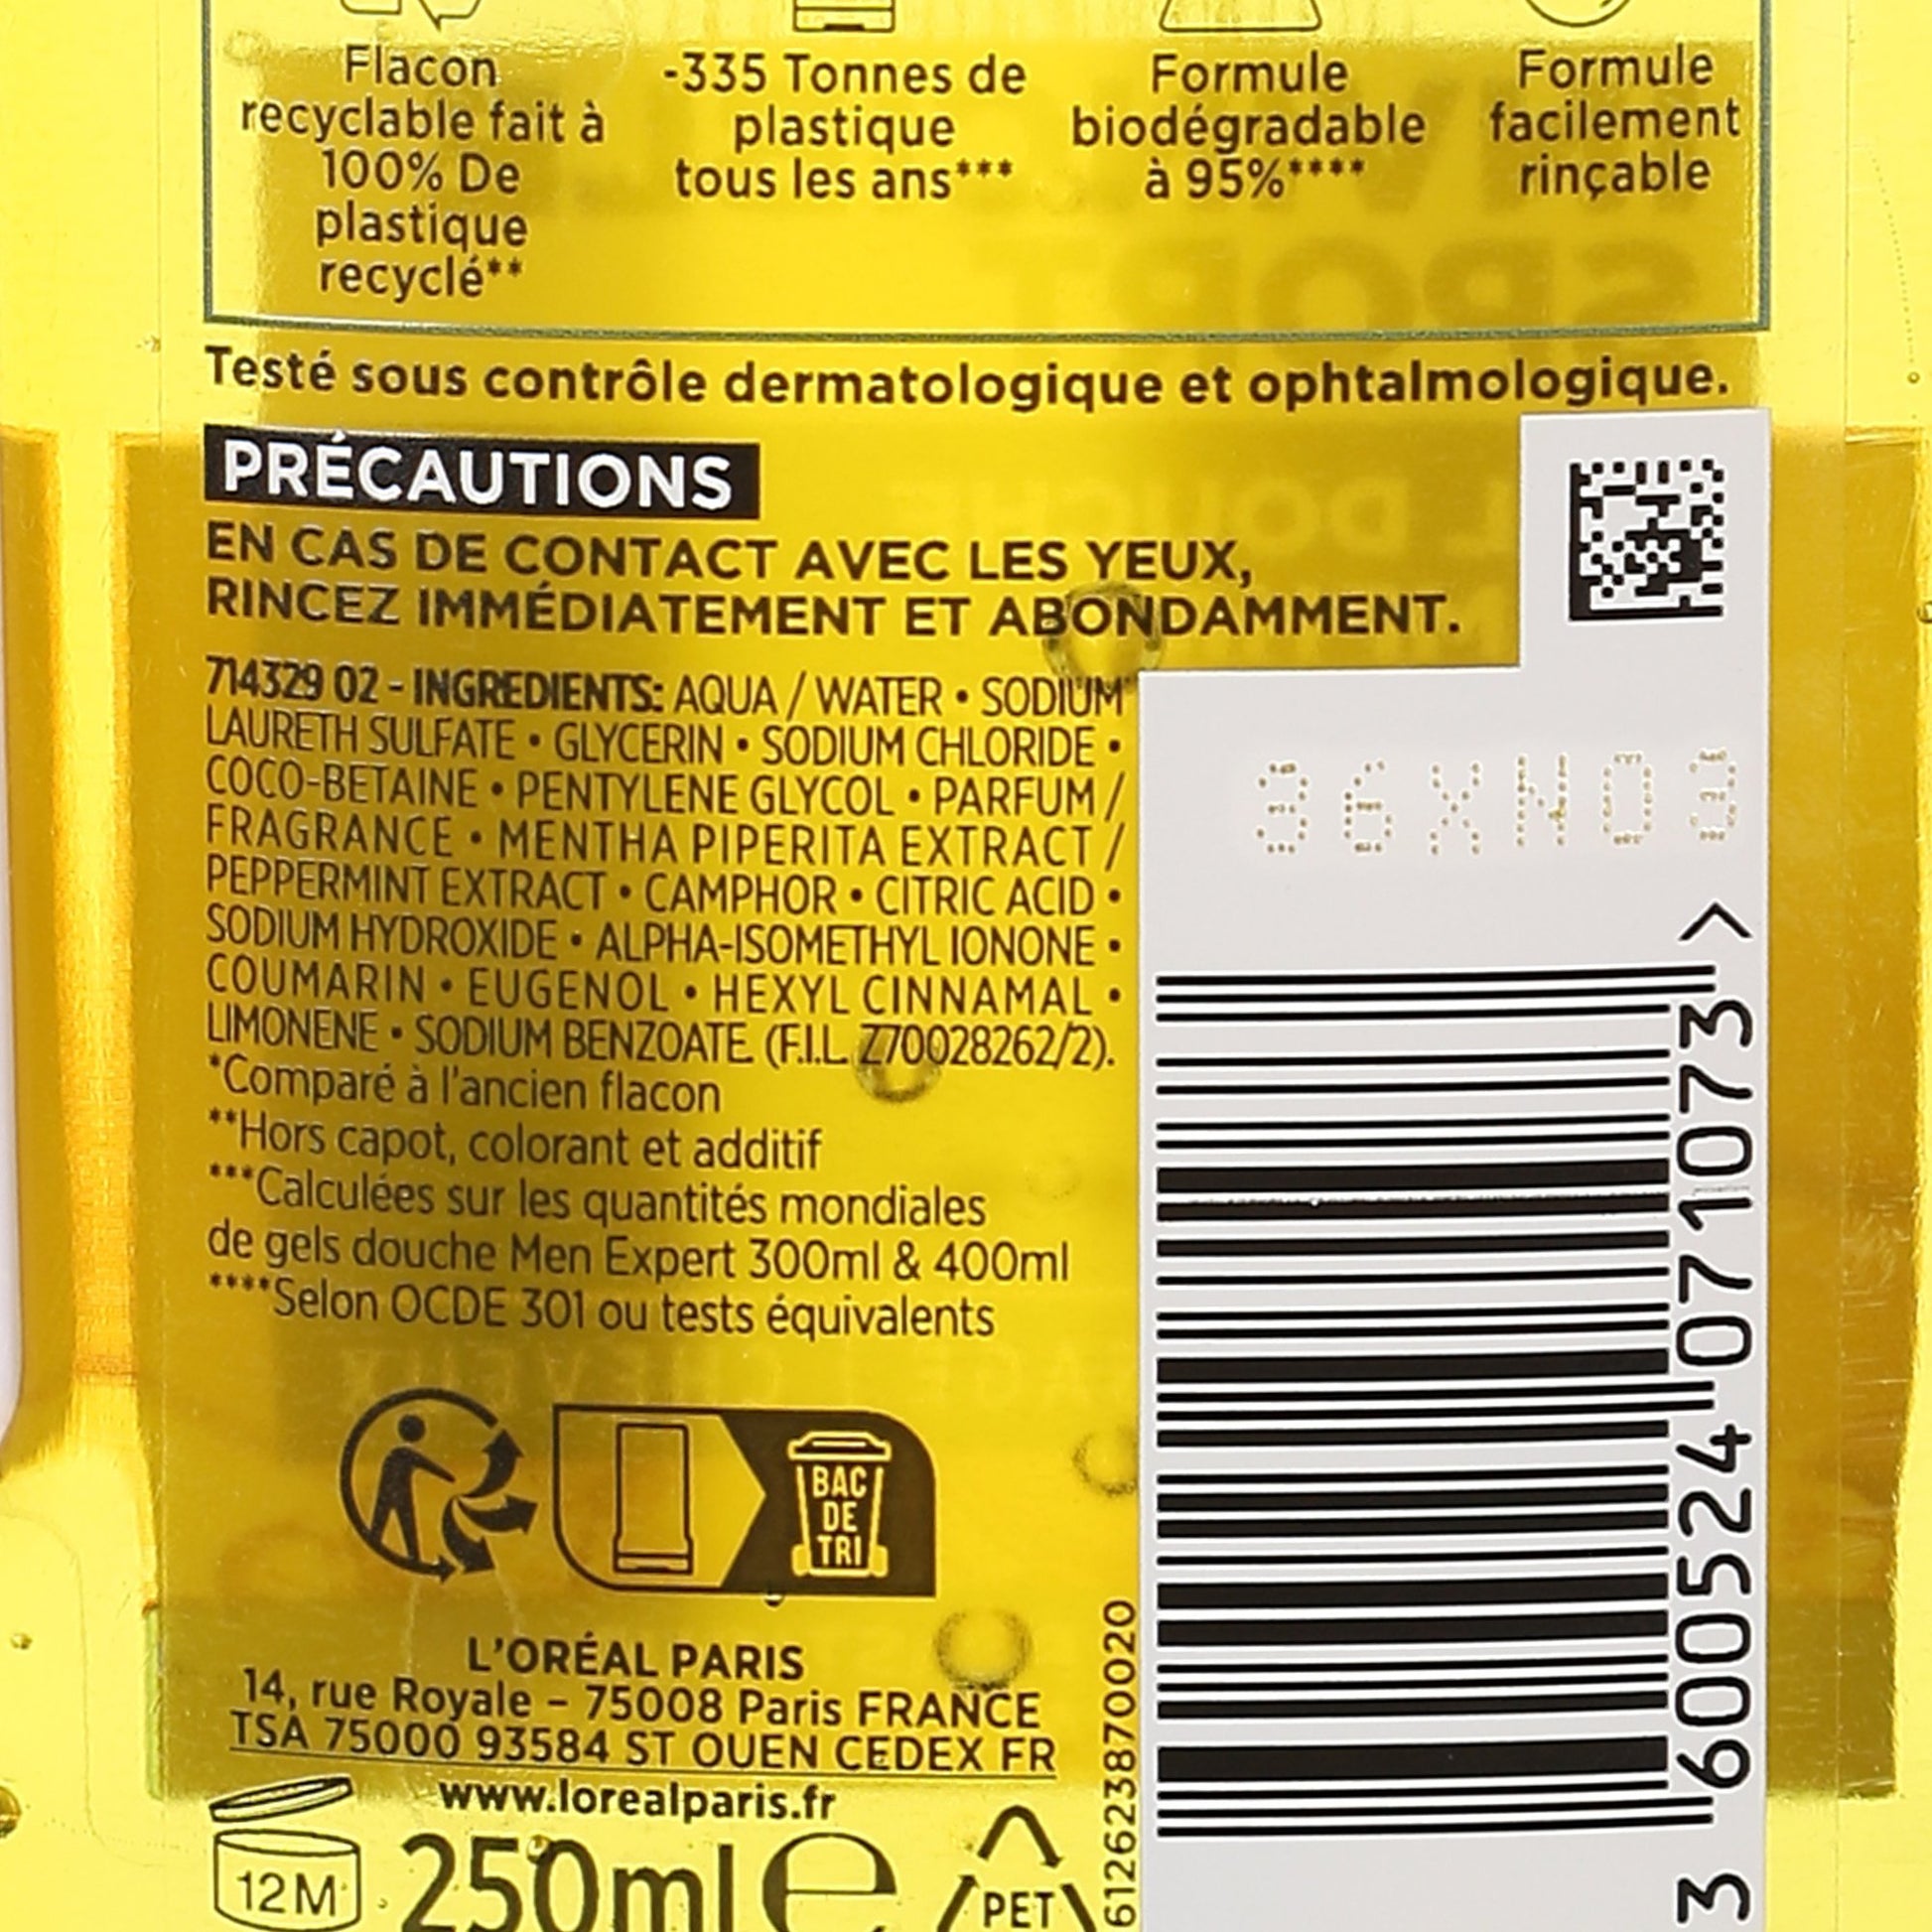 Flacon
recyclable fait à
100% De
plastique
recyclé**
-335 Tonnes de
plastique
tous les ans***
Formule
biodégradable
à 95%****
Formule
facilement
rinçable
Testé sous contrôle dermatologique et ophtalmologique.
PRÉCAUTIONS
EN CAS DE CONTACT AVEC LES YEUX,
RINCEZ IMMÉDIATEMENT ET ABONDAMMENT.
714329 02 - INGREDIENTS: AQUA / WATER • SODIUM
LAURETH SULFATE • GLYCERIN • SODIUM CHLORIDE •
COCO-BETAINE • PENTYLENE GLYCOL • PARFUM /
FRAGRANCE • MENTHA PIPERITA EXTRACT /
PEPPERMINT EXTRACT • CAMPHOR • CITRIC ACID •
SODIUM HYDROXIDE • ALPHA-ISOMETHYL IONONE •
COUMARIN • EUGENOL • HEXYL CINNAMAL •
LIMONENE • SODIUM BENZOATE. (F.I.L. Z70028262/2).
*Comparé à l'ancien flacon
**Hors capot, colorant et additif
***Calculées sur les quantités mondiales
de gels douche Men Expert 300ml & 400ml
****Selon OCDE 301 ou tests équivalents
BAC
DE
TRI
L'ORÉAL PARIS
14, rue Royale – 75008 Paris FRANCE
TSA 75000 93584 ST OUEN CEDEX FR
www.lorealparis.fr
12M
250ml e
PET
612623870020
36XN03
3 600524 071073 >